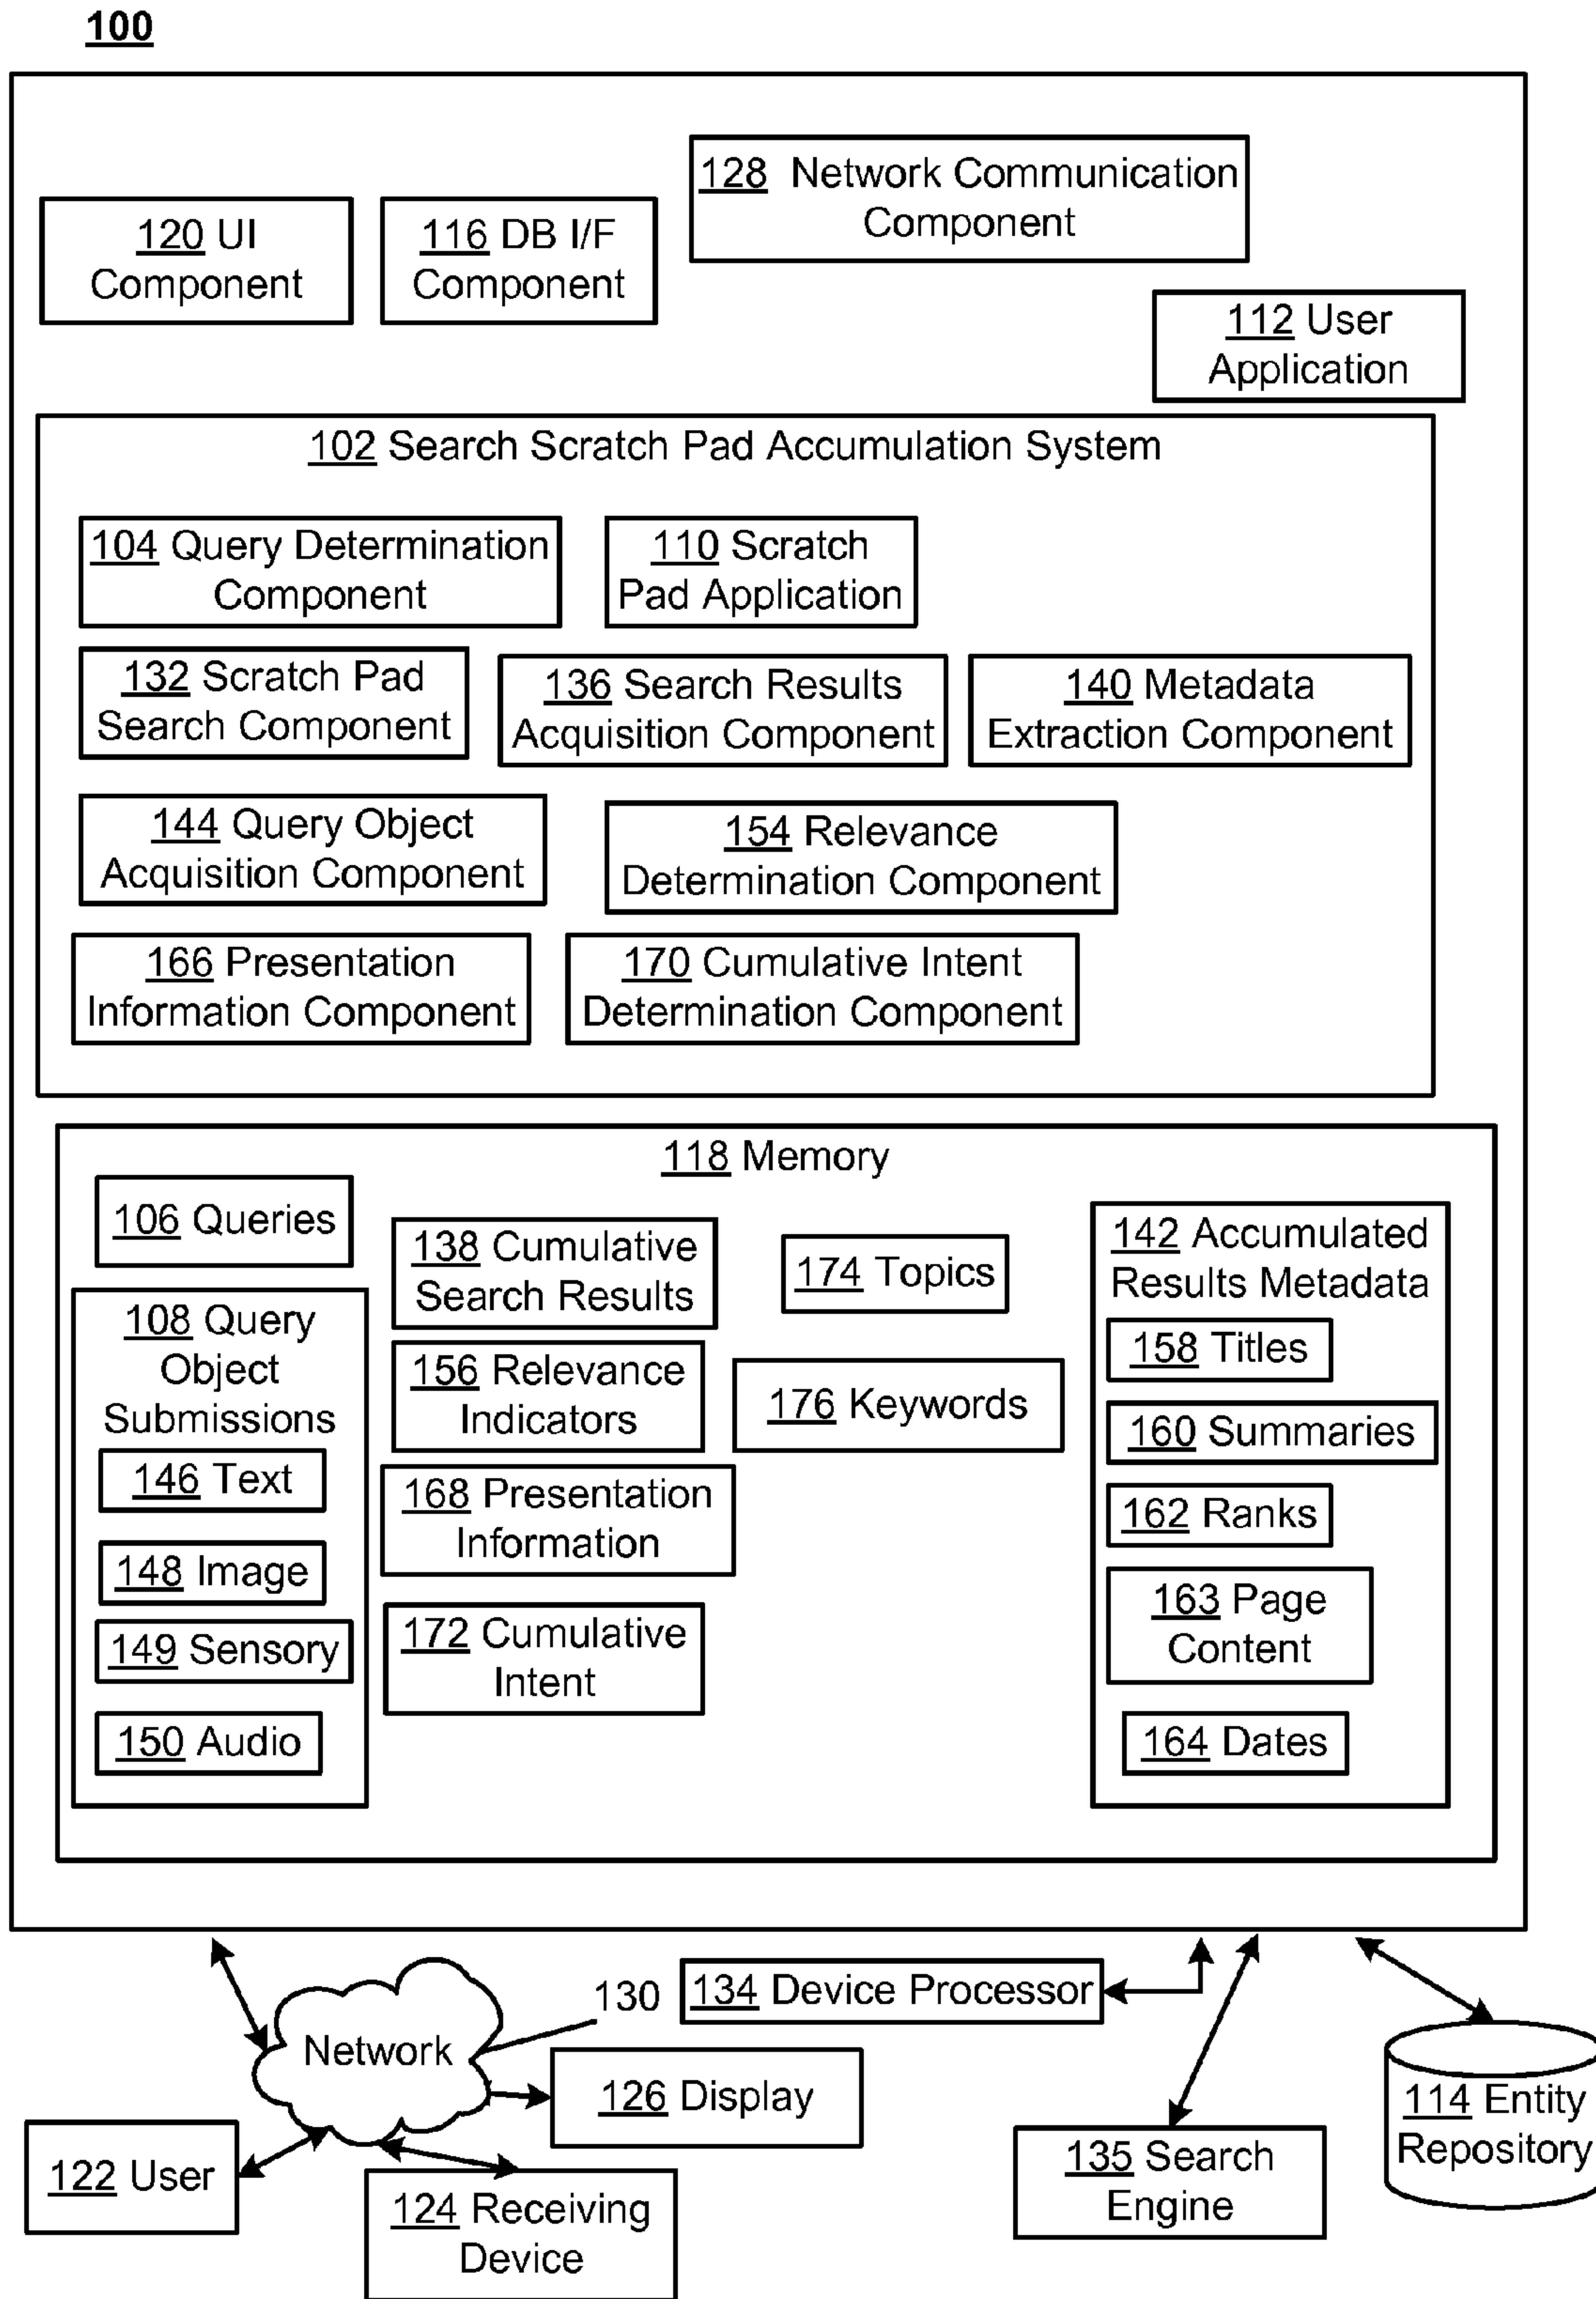 100
128 Network Communication
Component
120 UI
Component
116 DB I/F
Component
112 User
Application
102 Search Scratch Pad Accumulation System
104 Query Determination
Component
110 Scratch
Pad Application
132 Scratch Pad
Search Component
136 Search Results
Acquisition Component
140 Metadata
Extraction Component
144 Query Object
Acquisition Component
154 Relevance
Determination Component
166 Presentation
Information Component
170 Cumulative Intent
Determination Component
118 Memory
106 Queries
108 Query
Object
Submissions
146 Text
148 Image
149 Sensory
150 Audio
138 Cumulative
Search Results
156 Relevance
Indicators
168 Presentation
Information
172 Cumulative
Intent
174 Topics
176 Keywords
142 Accumulated
Results Metadata
158 Titles
160 Summaries
162 Ranks
163 Page
Content
164 Dates
Network
130
134 Device Processor
126 Display
122 User
124 Receiving
Device
135 Search
Engine
114 Entity
Repository